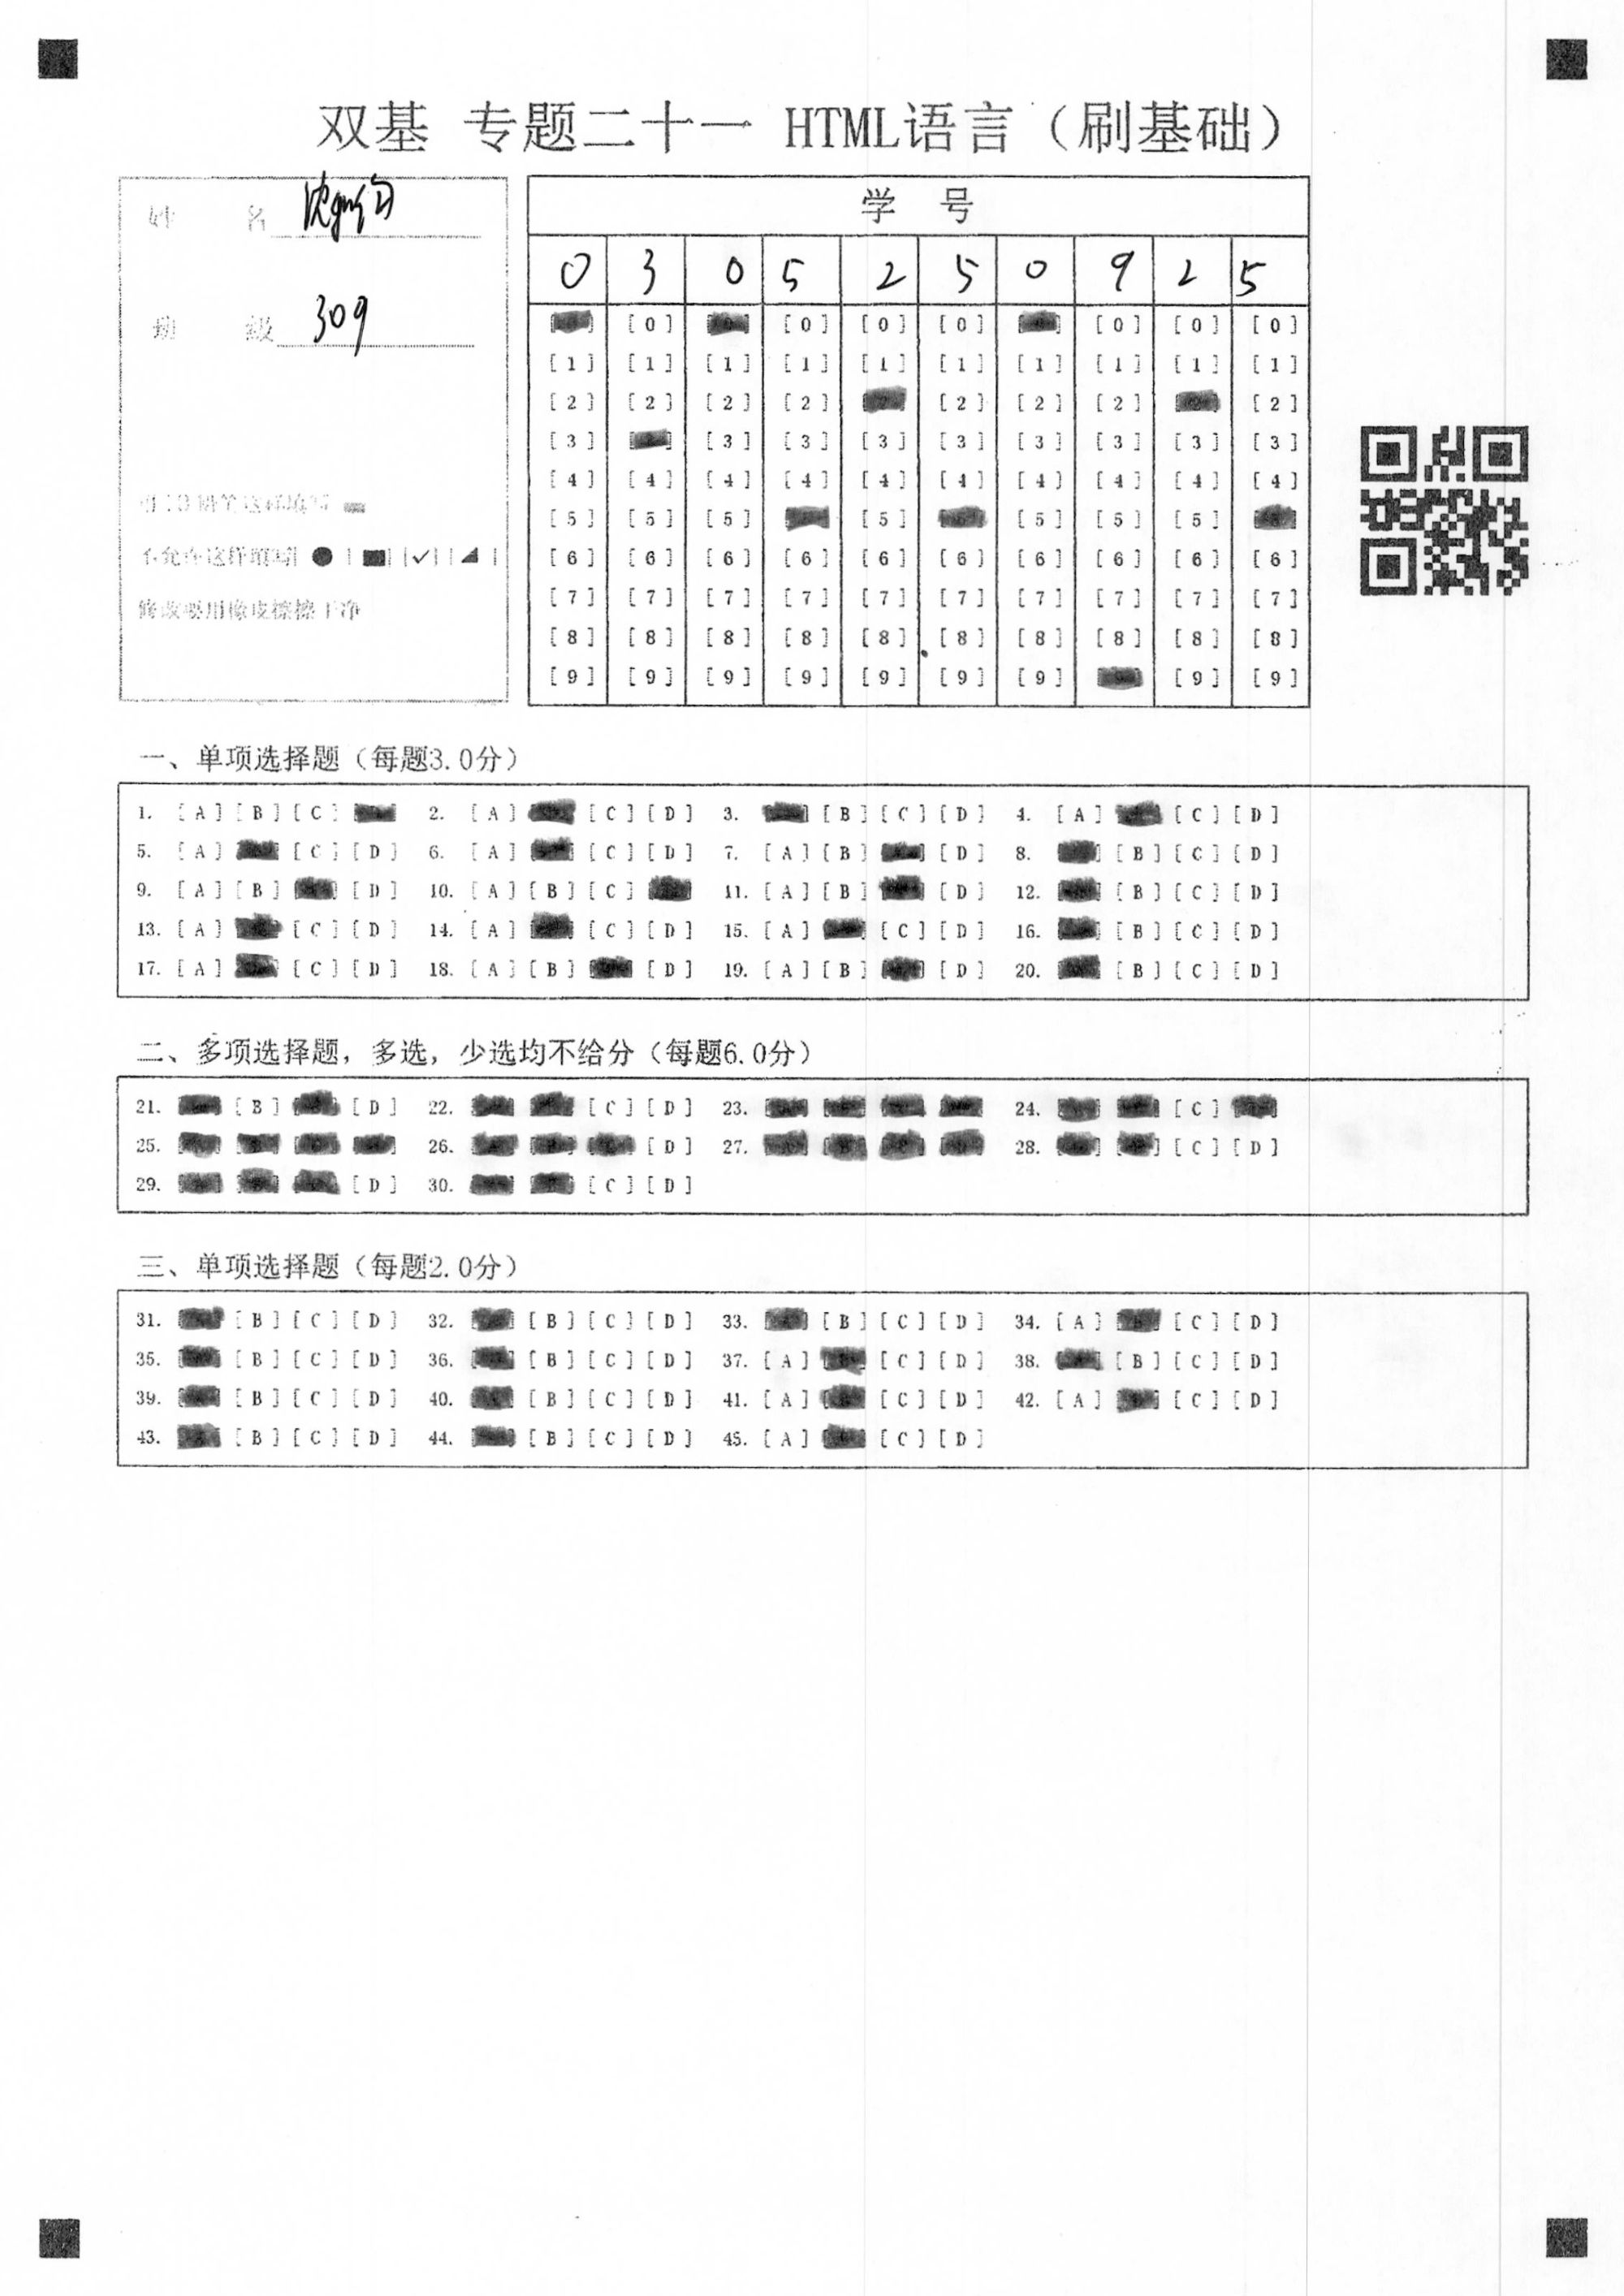 双基 专题二十一 HTML语言（刷基础）
姓 名
班 级 309
不允许这样填写
修改要用橡皮擦擦干净
学 号
0 3 0 5 2 5 0 9 2 5
[0] [0] [0] [0] [0] [0] [0]
[1] [1] [1] [1] [1] [1] [1] [1] [1] [1]
[2] [2] [2] [2] [2] [2] [2] [2]
[3] [3] [3] [3] [3] [3] [3] [3] [3]
[4] [4] [4] [4] [4] [4] [4] [4] [4] [4]
[5] [5] [5] [5] [5] [5] [5]
[6] [6] [6] [6] [6] [6] [6] [6] [6] [6]
[7] [7] [7] [7] [7] [7] [7] [7] [7] [7]
[8] [8] [8] [8] [8] [8] [8] [8] [8] [8]
[9] [9] [9] [9] [9] [9] [9] [9] [9]
一、单项选择题（每题3.0分）
1. [A] [B] [C] 2. [A] [C] [D] 3. [B] [C] [D] 4. [A] [C] [D]
5. [A] [C] [D] 6. [A] [C] [D] 7. [A] [B] [D] 8. [B] [C] [D]
9. [A] [B] [D] 10. [A] [B] [C] 11. [A] [B] [D] 12. [B] [C] [D]
13. [A] [C] [D] 14. [A] [C] [D] 15. [A] [C] [D] 16. [B] [C] [D]
17. [A] [C] [D] 18. [A] [B] [D] 19. [A] [B] [D] 20. [B] [C] [D]
二、多项选择题，多选，少选均不给分（每题6.0分）
21. [B] [D] 22. [C] [D] 23. 24. [C]
25. 26. [D] 27. 28. [C] [D]
29. [D] 30. [C] [D]
三、单项选择题（每题2.0分）
31. [B] [C] [D] 32. [B] [C] [D] 33. [B] [C] [D] 34. [A] [C] [D]
35. [B] [C] [D] 36. [B] [C] [D] 37. [A] [C] [D] 38. [B] [C] [D]
39. [B] [C] [D] 40. [B] [C] [D] 41. [A] [C] [D] 42. [A] [C] [D]
43. [B] [C] [D] 44. [B] [C] [D] 45. [A] [C] [D]